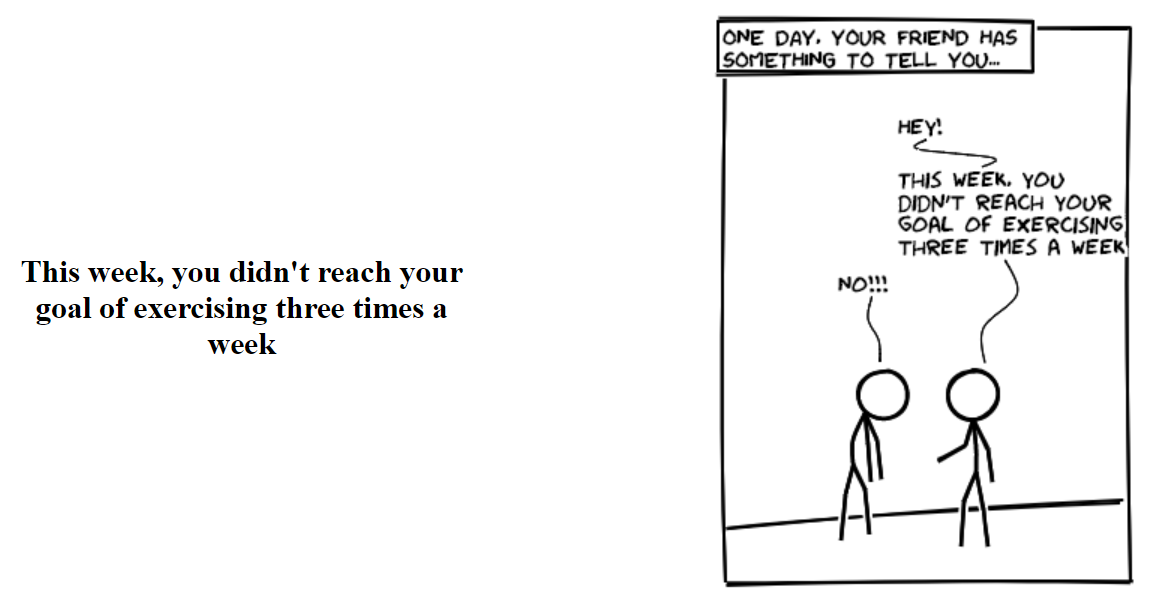 This week, you didn't reach your
goal of exercising three times a
week
ONE DAY, YOUR FRIEND HAS
SOMETHING TO TELL YOU...
HEY!
THIS WEEK, YOU
DIDN'T REACH YOUR
GOAL OF EXERCISING
THREE TIMES A WEEK
NO!!!